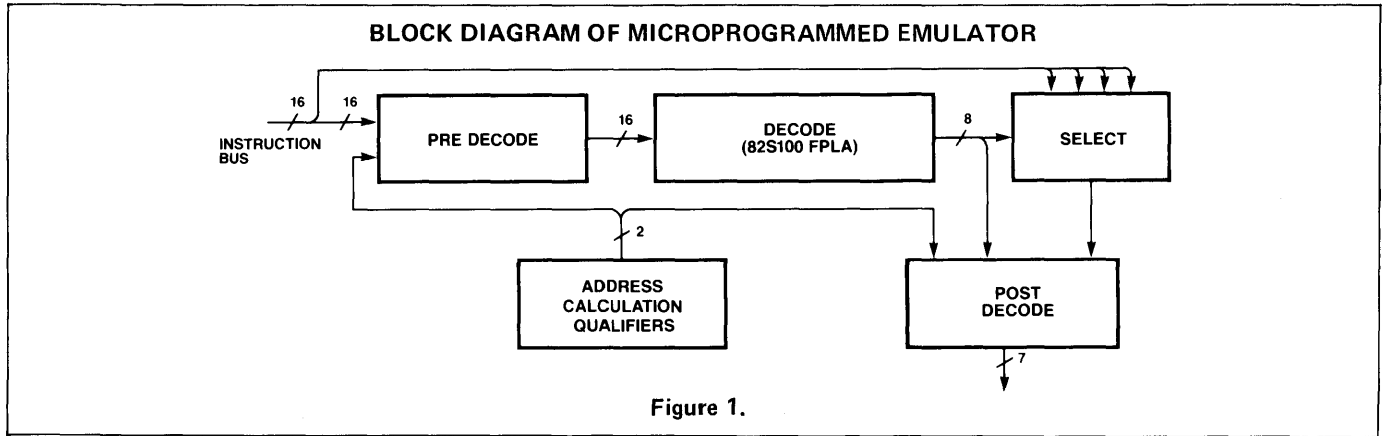 BLOCK DIAGRAM OF MICROPROGRAMMED EMULATOR
16
16
INSTRUCTION
BUS
PRE DECODE
16
DECODE
(82S100 FPLA)
8
SELECT
2
ADDRESS
CALCULATION
QUALIFIERS
POST
DECODE
7
Figure 1.